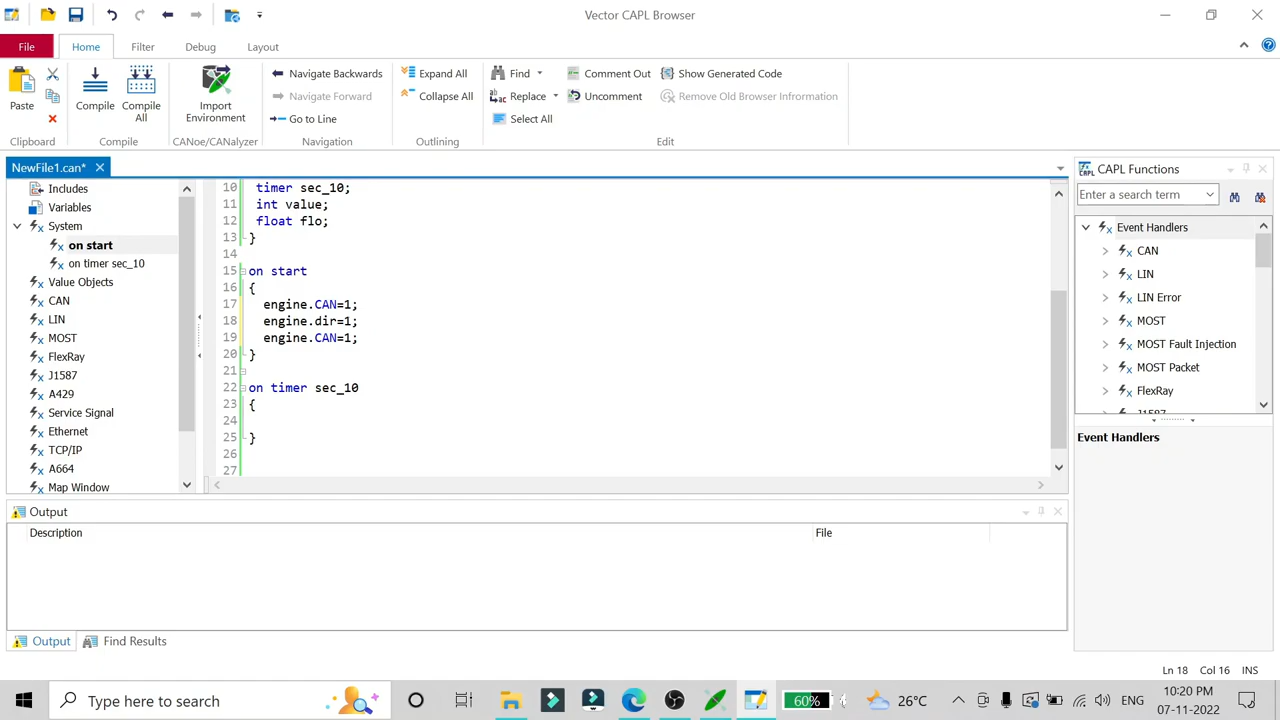 Vector CAPL Browser
File Home Filter Debug Layout
Paste
Clipboard
Compile
Compile All
Compile
Import Environment
CANoe/CANalyzer
Navigate Backwards
Navigate Forward
Go to Line
Navigation
Expand All
Collapse All
Outlining
Find
Replace
Select All
Comment Out
Uncomment
Show Generated Code
Remove Old Browser Infrormation
Edit
NewFile1.can*
Includes
Variables
System
on start
on timer sec_10
Value Objects
CAN
LIN
MOST
FlexRay
J1587
A429
Service Signal
Ethernet
TCP/IP
A664
Map Window
10 timer sec_10;
11 int value;
12 float flo;
13 }
14
15 on start
16 {
17 engine.CAN=1;
18 engine.dir=1;
19 engine.CAN=1;
20 }
21
22 on timer sec_10
23 {
24
25 }
26
27
CAPL Functions
Enter a search term
Event Handlers
CAN
LIN
LIN Error
MOST
MOST Fault Injection
MOST Packet
FlexRay
J1587
Event Handlers
Output
Description File
Output Find Results
Ln 18 Col 16 INS
Type here to search
60%
26°C
ENG
10:20 PM
07-11-2022